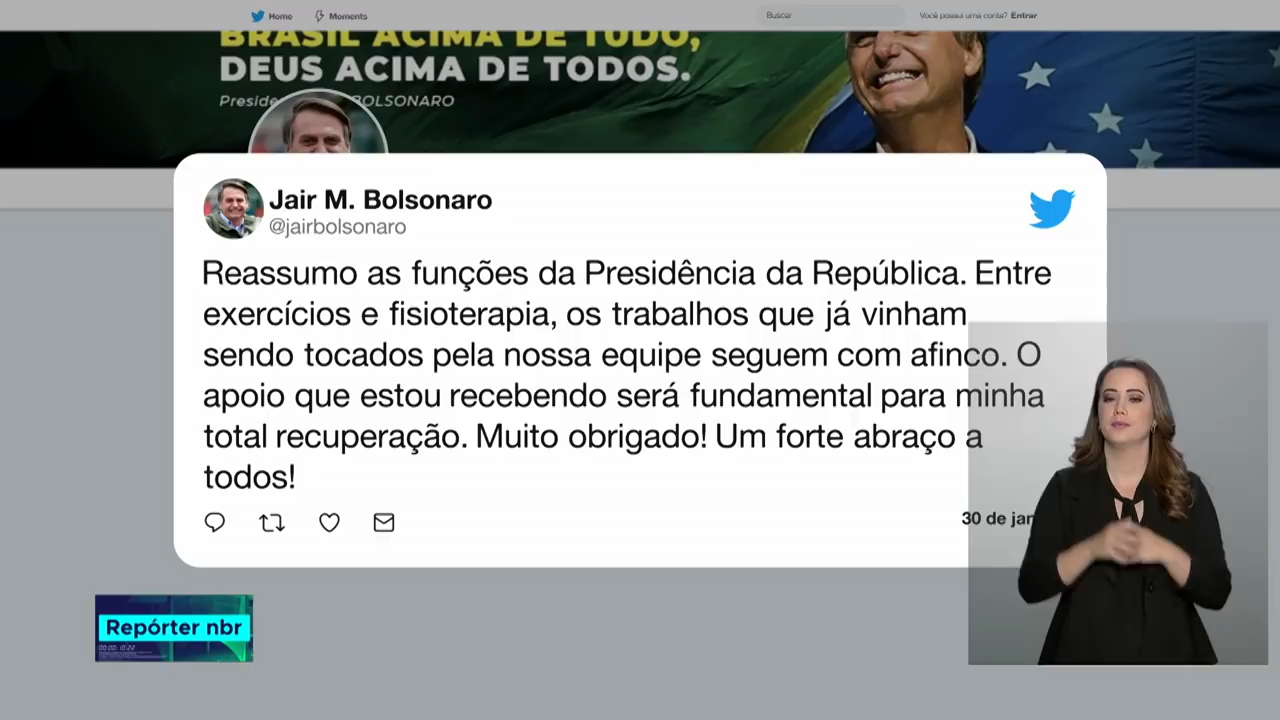 Home
Moments
Buscar
Você possui uma conta? Entrar
BRASIL ACIMA DE TUDO,
DEUS ACIMA DE TODOS.
Preside BOLSONARO
Jair M. Bolsonaro
@jairbolsonaro
Reassumo as funções da Presidência da República. Entre
exercícios e fisioterapia, os trabalhos que já vinham
sendo tocados pela nossa equipe seguem com afinco. O
apoio que estou recebendo será fundamental para minha
total recuperação. Muito obrigado! Um forte abraço a
todos!
30 de jan
Repórter nbr